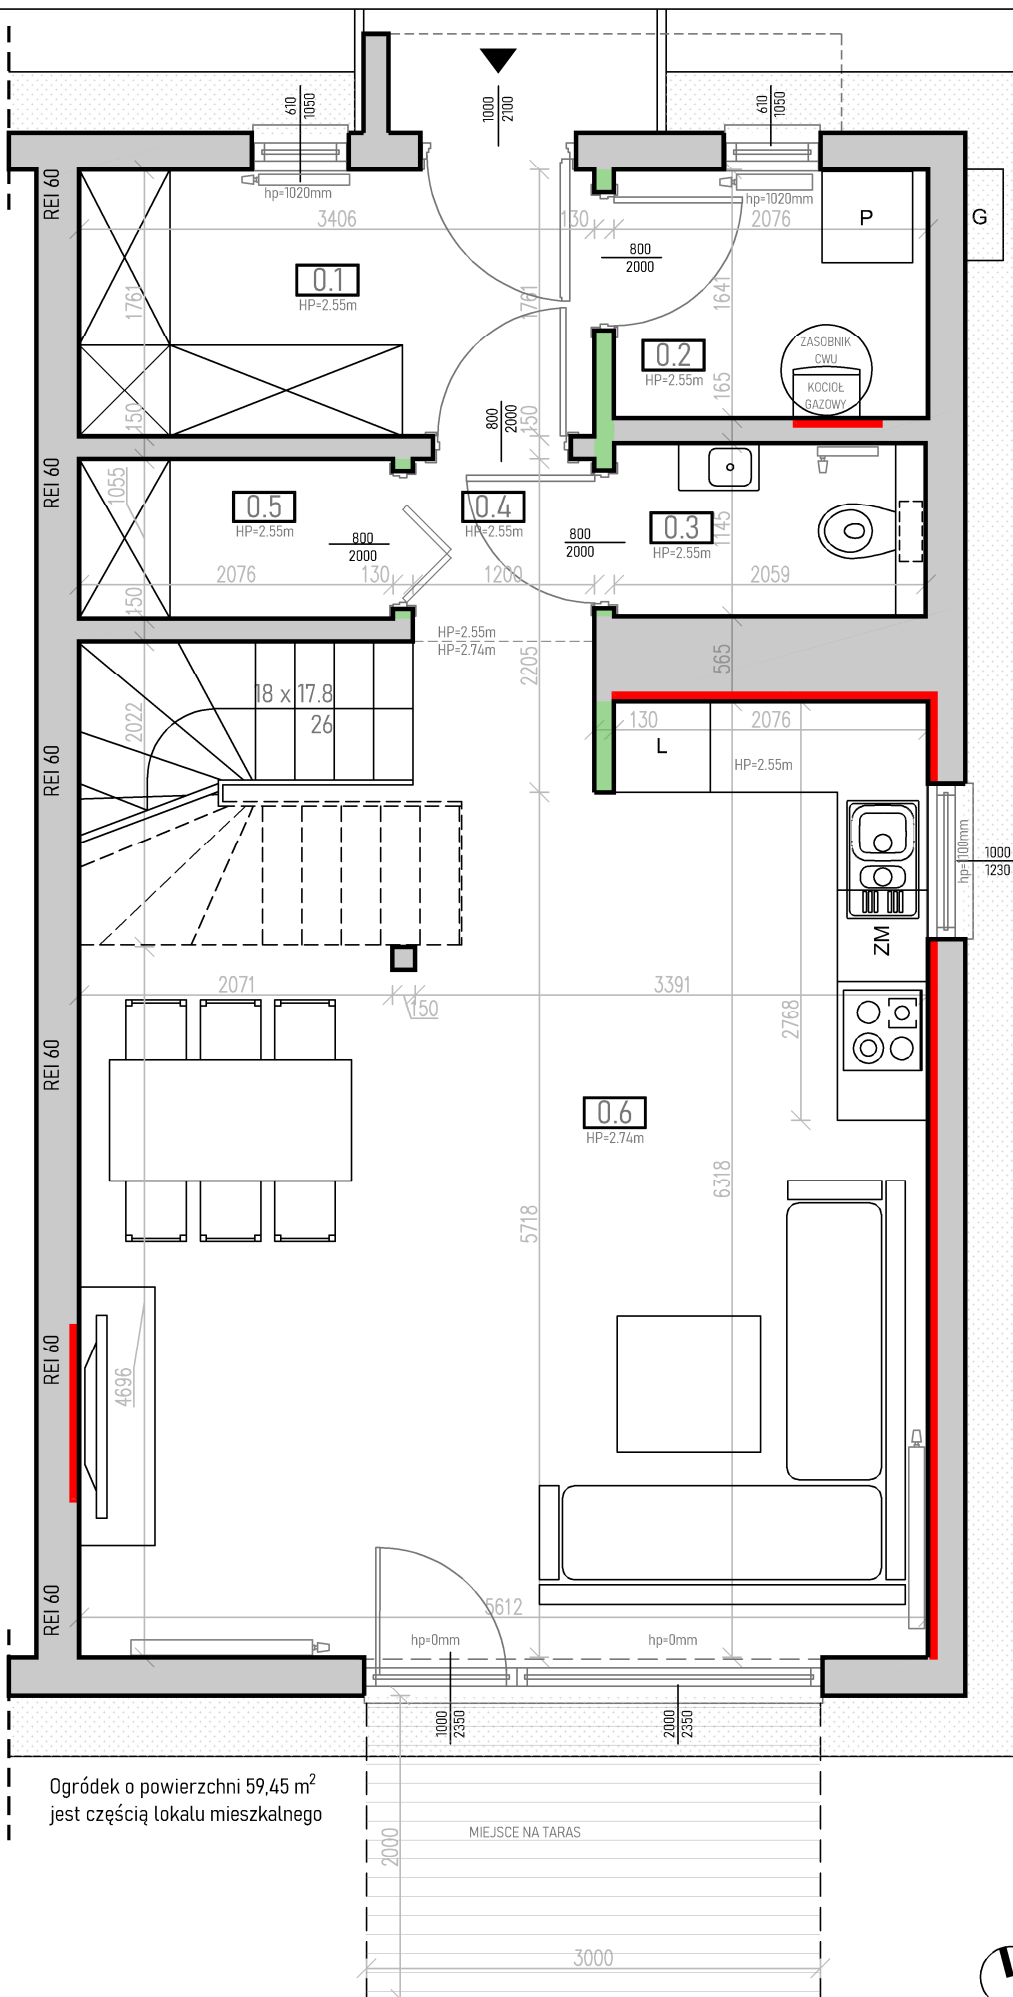 610
1050
1000
2100
610
1050
REI 60
hp=1020mm
hp=1020mm
3406
130
2076
P
G
800
2000
0.1
HP=2.55m
1761
1761
1641
ZASOBNIK
CWU
KOCIOŁ
GAZOWY
0.2
HP=2.55m
165
150
150
800
2000
REI 60
1055
0.5
HP=2.55m
0.4
HP=2.55m
0.3
HP=2.55m
1145
800
2000
800
2000
2076
130
1200
2059
150
HP=2.55m
HP=2.74m
2205
565
18 x 17.8
26
2022
REI 60
130
2076
L
HP=2.55m
hp=1100mm
1000
1230
ZM
2071
150
3391
2768
REI 60
0.6
HP=2.74m
6318
5718
REI 60
4696
REI 60
5612
hp=0mm
hp=0mm
1000
2350
2000
2350
Ogródek o powierzchni 59,45 m²
jest częścią lokalu mieszkalnego
MIEJSCE NA TARAS
2000
3000